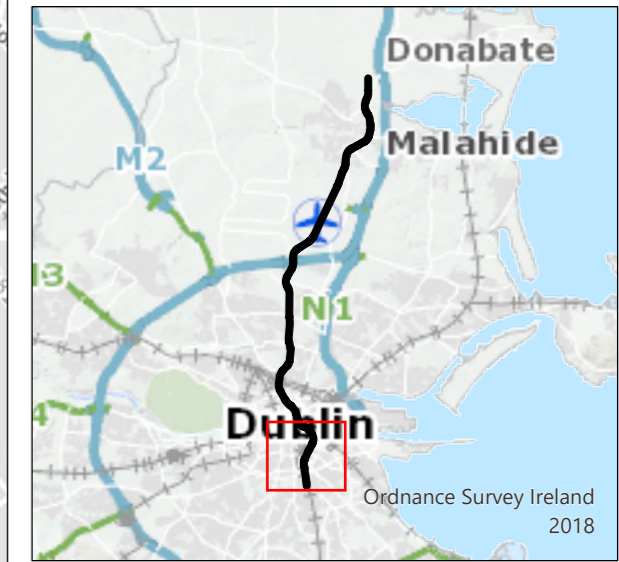 Donabate
M2
Malahide
N1
Dublin
Ordnance Survey Ireland
2018